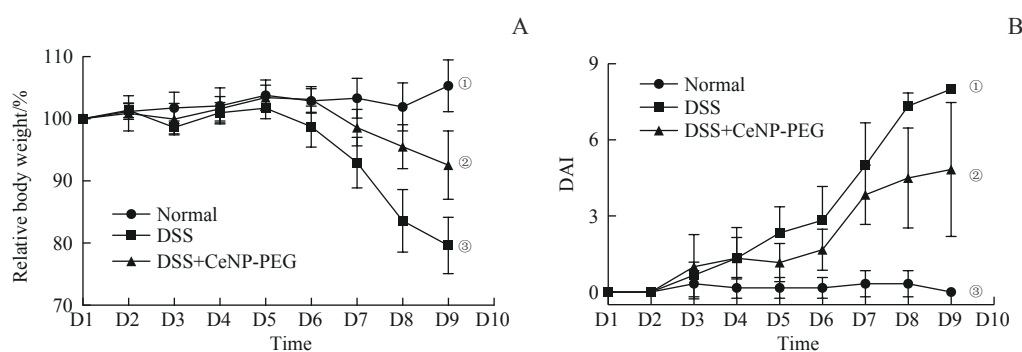 A
Relative body weight/%
110
100
90
80
70
①
②
③
Normal
DSS
DSS+CeNP-PEG
D1 D2 D3 D4 D5 D6 D7 D8 D9 D10
Time
B
DAI
9
6
3
0
①
②
③
Normal
DSS
DSS+CeNP-PEG
D1 D2 D3 D4 D5 D6 D7 D8 D9 D10
Time